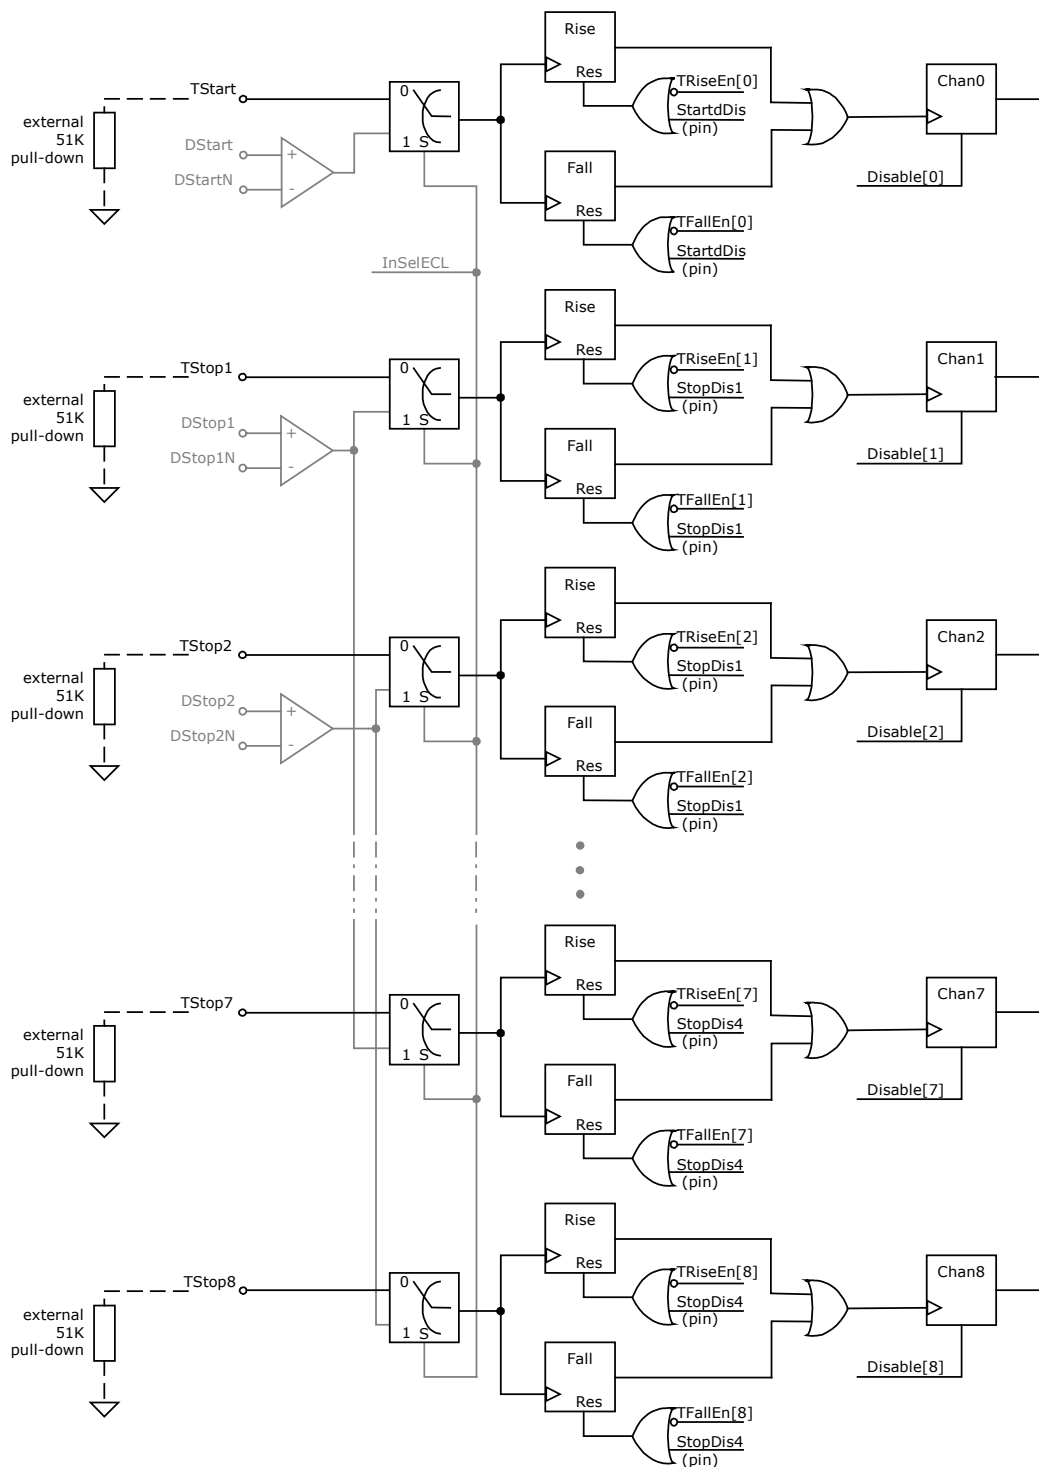 Rise
Res
TRiseEn[0]
StartdDis
(pin)
Chan0
TStart
external
51K
pull-down
0
1 S
DStart
DStartN
+
-
Disable[0]
Fall
Res
TFallEn[0]
StartdDis
(pin)
InSelECL
Rise
Res
TRiseEn[1]
StopDis1
(pin)
Chan1
TStop1
external
51K
pull-down
0
1 S
DStop1
DStop1N
+
-
Disable[1]
Fall
Res
TFallEn[1]
StopDis1
(pin)
Rise
Res
TRiseEn[2]
StopDis1
(pin)
Chan2
TStop2
external
51K
pull-down
0
1 S
DStop2
DStop2N
+
-
Disable[2]
Fall
Res
TFallEn[2]
StopDis1
(pin)
Rise
Res
TRiseEn[7]
StopDis4
(pin)
Chan7
TStop7
external
51K
pull-down
0
1 S
Disable[7]
Fall
Res
TFallEn[7]
StopDis4
(pin)
Rise
Res
TRiseEn[8]
StopDis4
(pin)
Chan8
TStop8
external
51K
pull-down
0
1 S
Disable[8]
Fall
Res
TFallEn[8]
StopDis4
(pin)